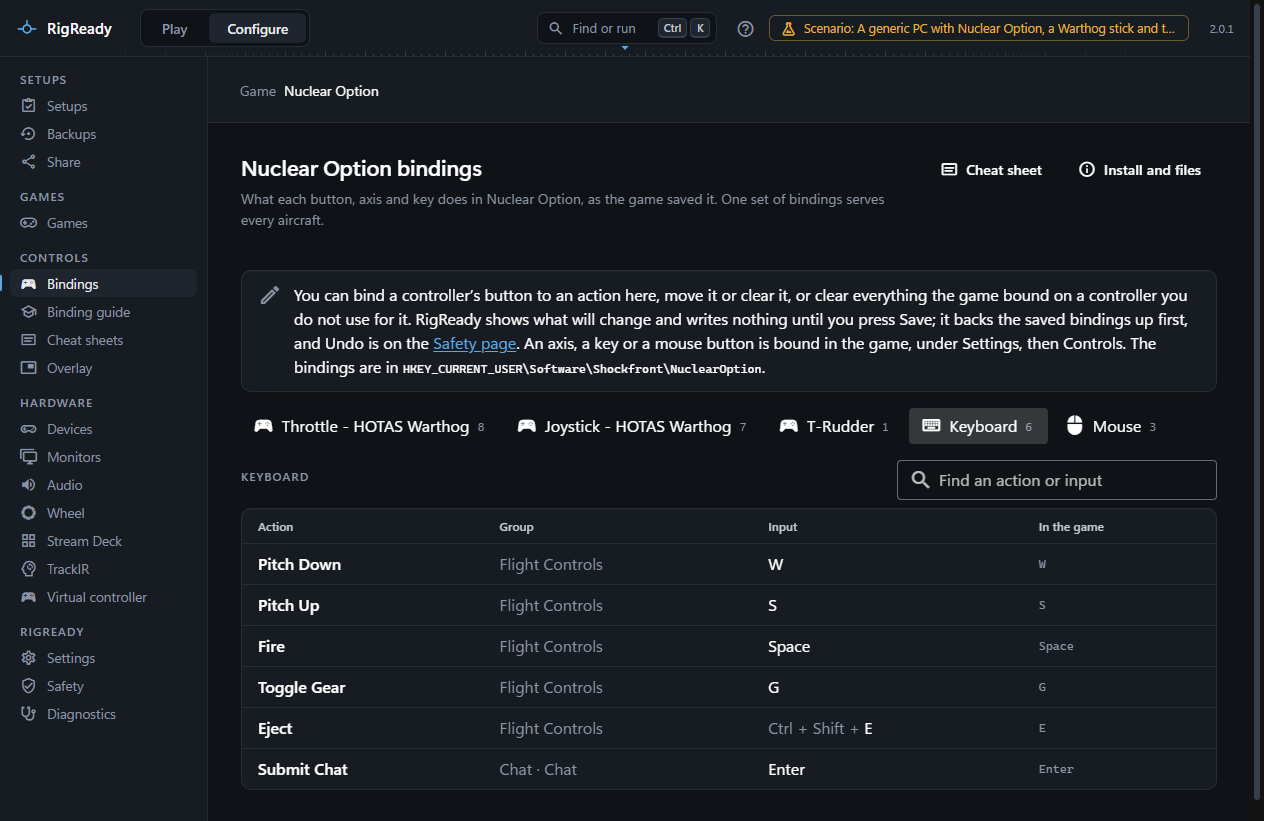 RigReady
Play
Configure
Find or run
Ctrl
K
Scenario: A generic PC with Nuclear Option, a Warthog stick and t...
2.0.1
SETUPS
Setups
Backups
Share
GAMES
Games
CONTROLS
Bindings
Binding guide
Cheat sheets
Overlay
HARDWARE
Devices
Monitors
Audio
Wheel
Stream Deck
TrackIR
Virtual controller
RIGREADY
Settings
Safety
Diagnostics
Game Nuclear Option
Nuclear Option bindings
Cheat sheet
Install and files
What each button, axis and key does in Nuclear Option, as the game saved it. One set of bindings serves
every aircraft.
You can bind a controller’s button to an action here, move it or clear it, or clear everything the game bound on a controller you
do not use for it. RigReady shows what will change and writes nothing until you press Save; it backs the saved bindings up first,
and Undo is on the Safety page. An axis, a key or a mouse button is bound in the game, under Settings, then Controls. The
bindings are in HKEY_CURRENT_USER\Software\Shockfront\NuclearOption.
Throttle - HOTAS Warthog 8
Joystick - HOTAS Warthog 7
T-Rudder 1
Keyboard 6
Mouse 3
KEYBOARD
Find an action or input
Action Group Input In the game
Pitch Down Flight Controls W W
Pitch Up Flight Controls S S
Fire Flight Controls Space Space
Toggle Gear Flight Controls G G
Eject Flight Controls Ctrl + Shift + E E
Submit Chat Chat · Chat Enter Enter